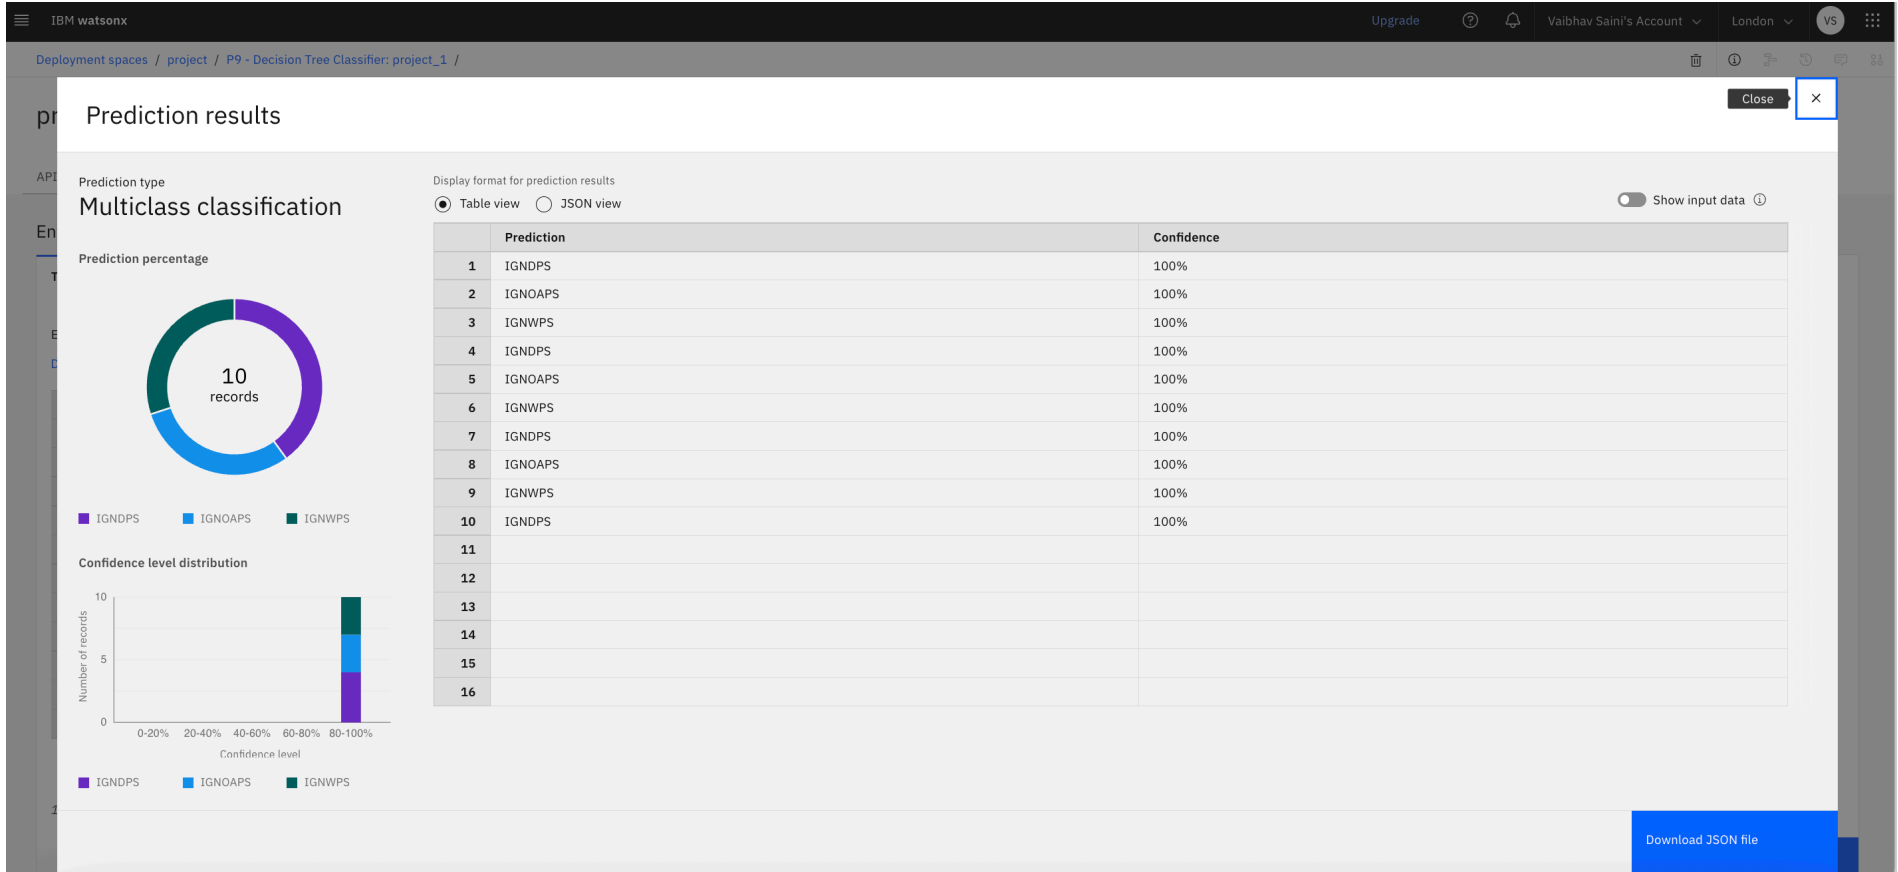 IBM watsonx
Upgrade
Vaibhav Saini's Account
London
VS
Deployment spaces / project / P9 - Decision Tree Classifier: project_1 /
pr
Prediction results
Close
API
Prediction type
Multiclass classification
Display format for prediction results
Table view
JSON view
Show input data
En
Prediction percentage
10
records
IGNDPS
IGNOAPS
IGNWPS
Confidence level distribution
Number of records
10
5
0
0-20% 20-40% 40-60% 60-80% 80-100%
Confidence level
IGNDPS
IGNOAPS
IGNWPS
Prediction Confidence
1 IGNDPS 100%
2 IGNOAPS 100%
3 IGNWPS 100%
4 IGNDPS 100%
5 IGNOAPS 100%
6 IGNWPS 100%
7 IGNDPS 100%
8 IGNOAPS 100%
9 IGNWPS 100%
10 IGNDPS 100%
11
12
13
14
15
16
Download JSON file